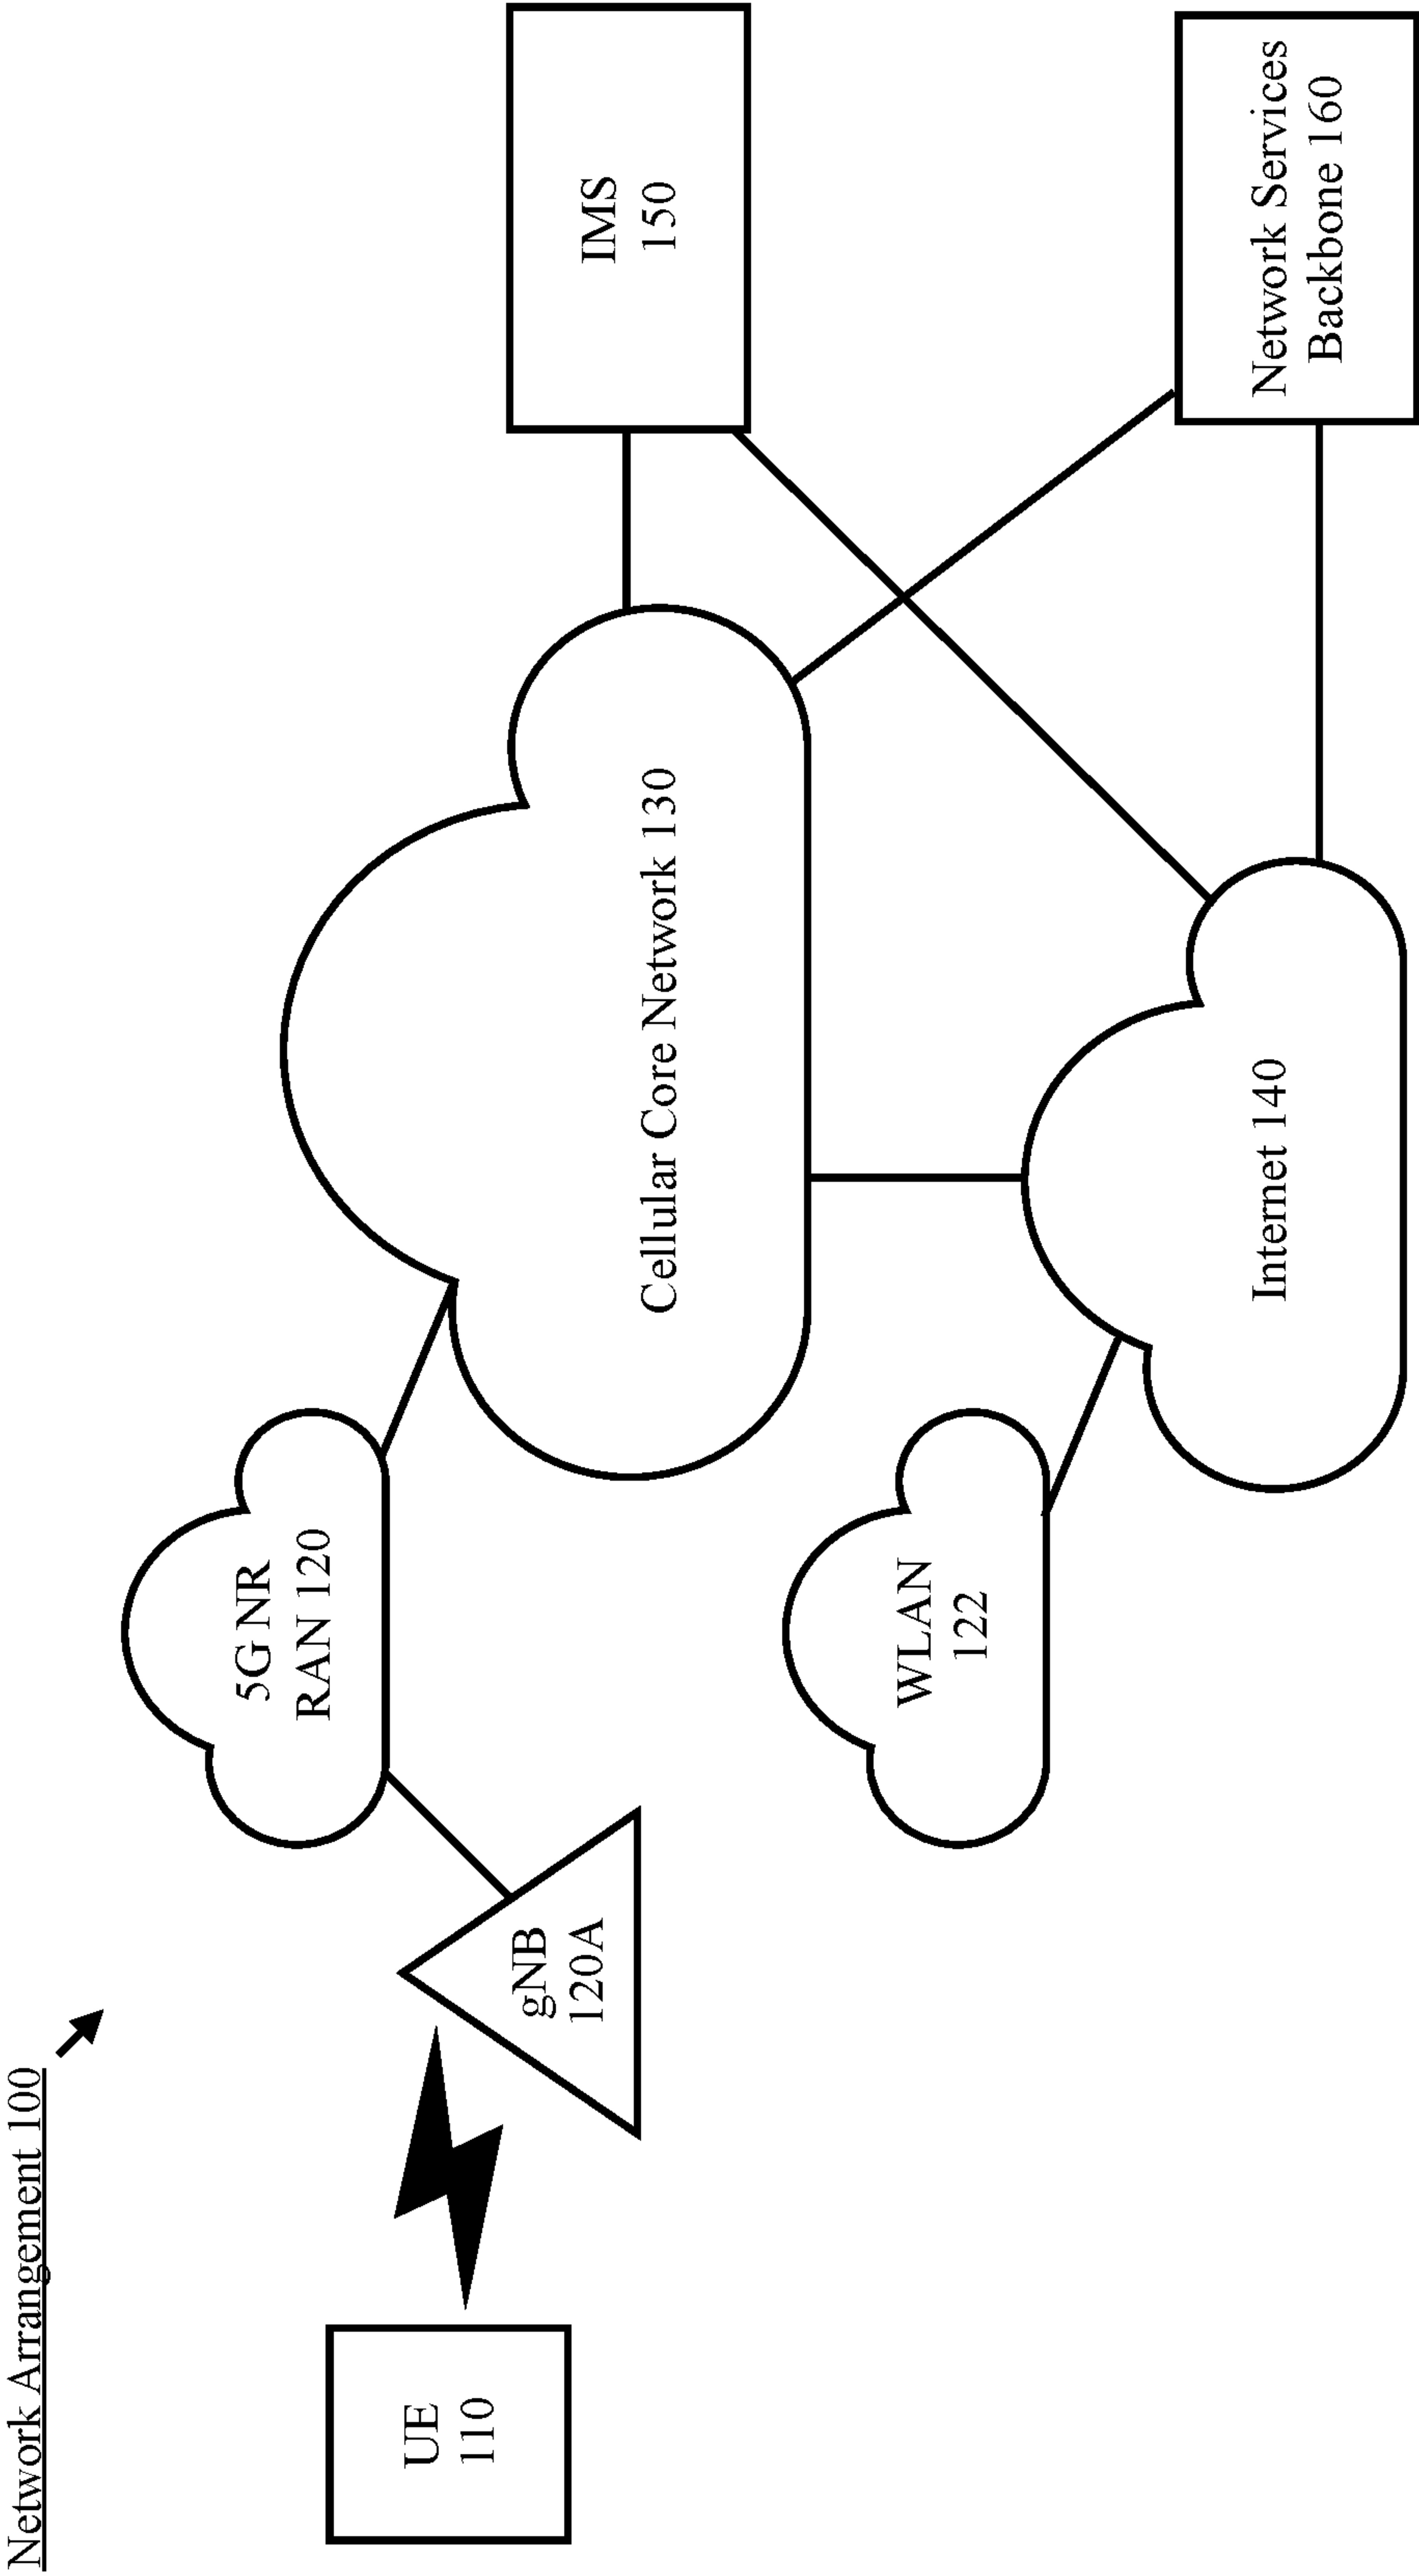 Network Arrangement 100
5G NR
RAN 120
UE
110
gNB
120A
Cellular Core Network 130
IMS
150
WLAN
122
Internet 140
Network Services
Backbone 160